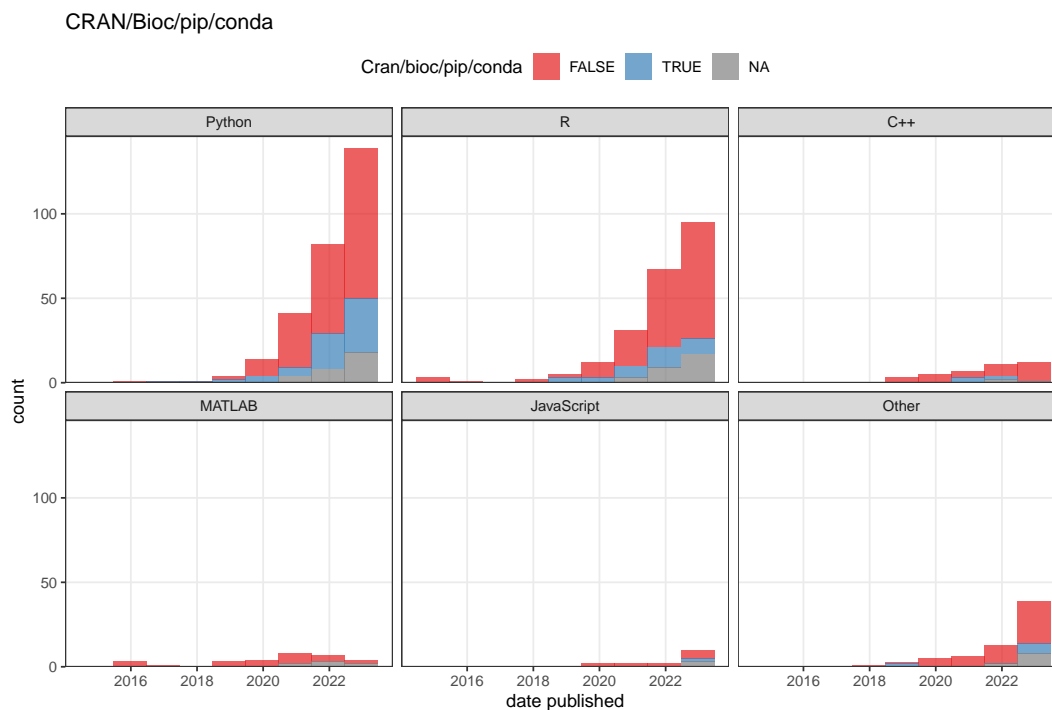 CRAN/Bioc/pip/conda
Cran/bioc/pip/conda FALSE TRUE NA
Python R C++
100
50
0
MATLAB JavaScript Other
100
50
0
2016 2018 2020 2022 2016 2018 2020 2022 2016 2018 2020 2022
count
date published